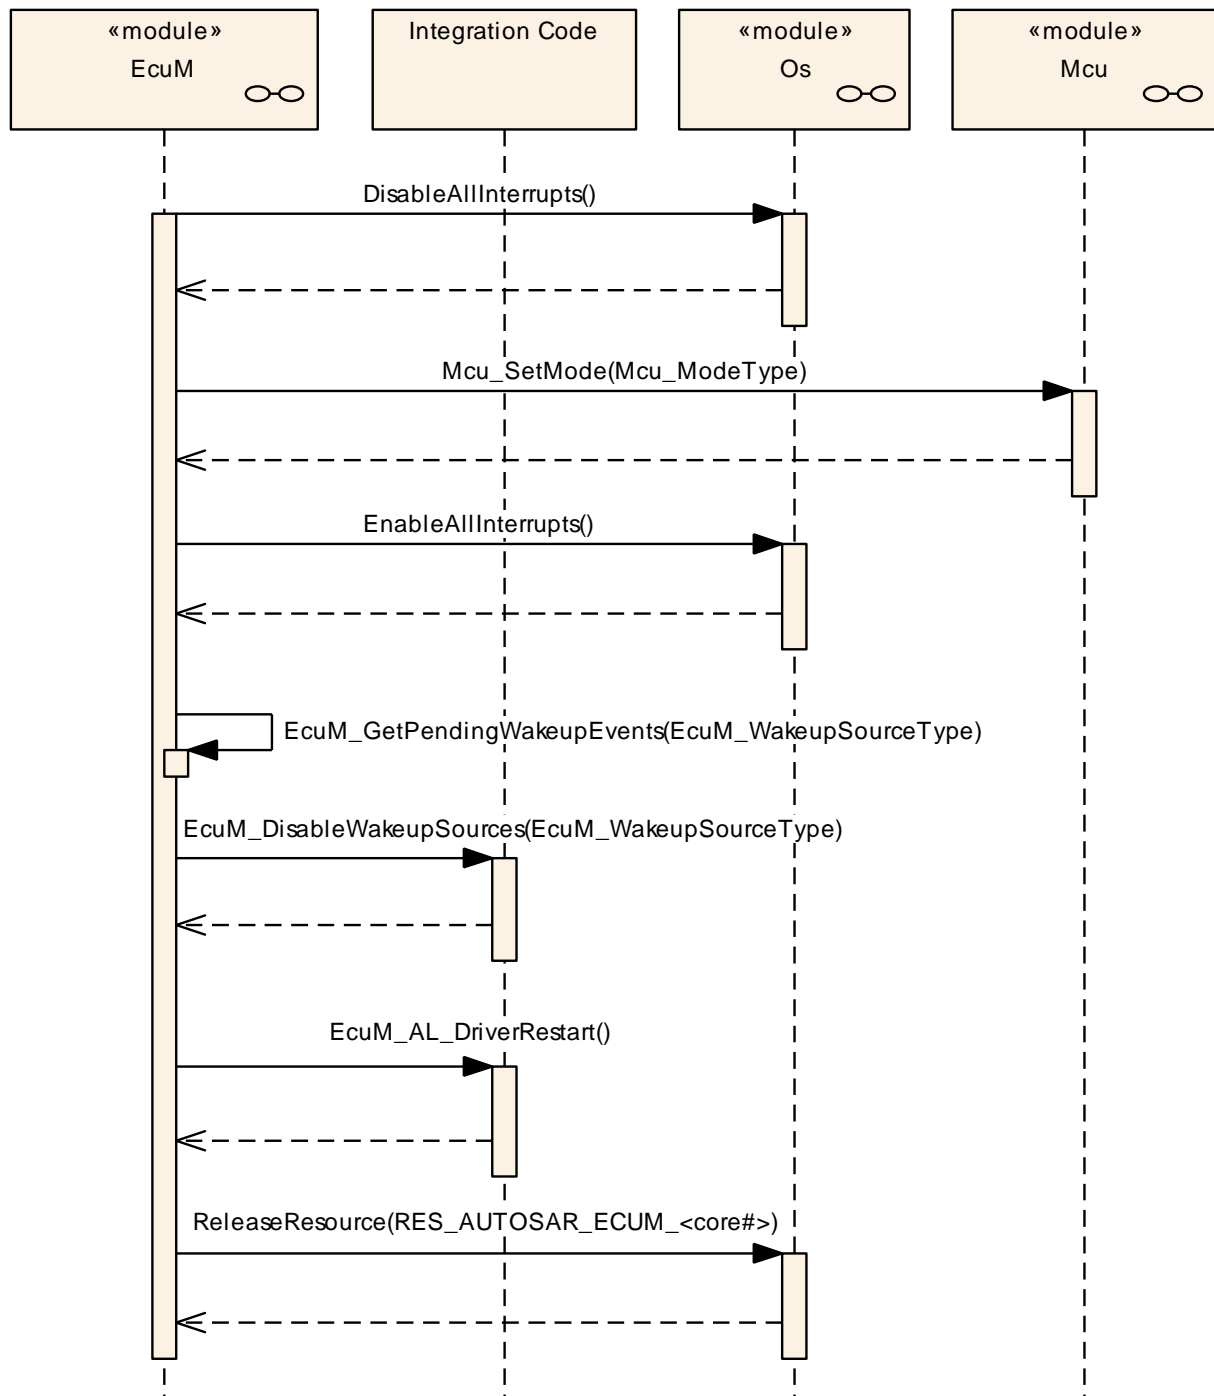 «module»
EcuM
Integration Code
«module»
Os
«module»
Mcu
DisableAllInterrupts()
Mcu_SetMode(Mcu_ModeType)
EnableAllInterrupts()
EcuM_GetPendingWakeupEvents(EcuM_WakeupSourceType)
EcuM_DisableWakeupSources(EcuM_WakeupSourceType)
EcuM_AL_DriverRestart()
ReleaseResource(RES_AUTOSAR_ECUM_<core#>)